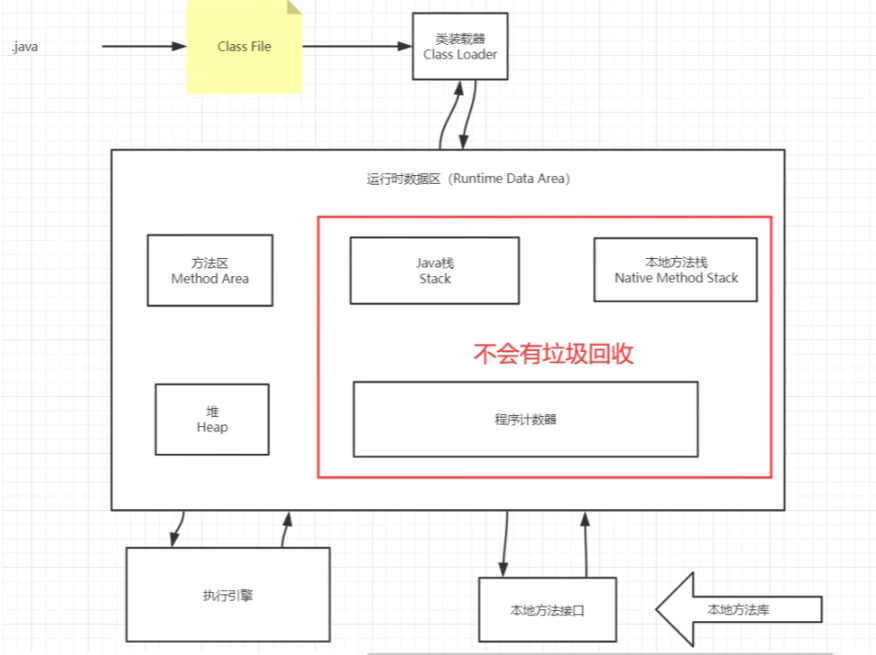 .java
Class File
类装载器
Class Loader
运行时数据区（Runtime Data Area）
方法区
Method Area
Java栈
Stack
本地方法栈
Native Method Stack
不会有垃圾回收
堆
Heap
程序计数器
执行引擎
本地方法接口
本地方法库